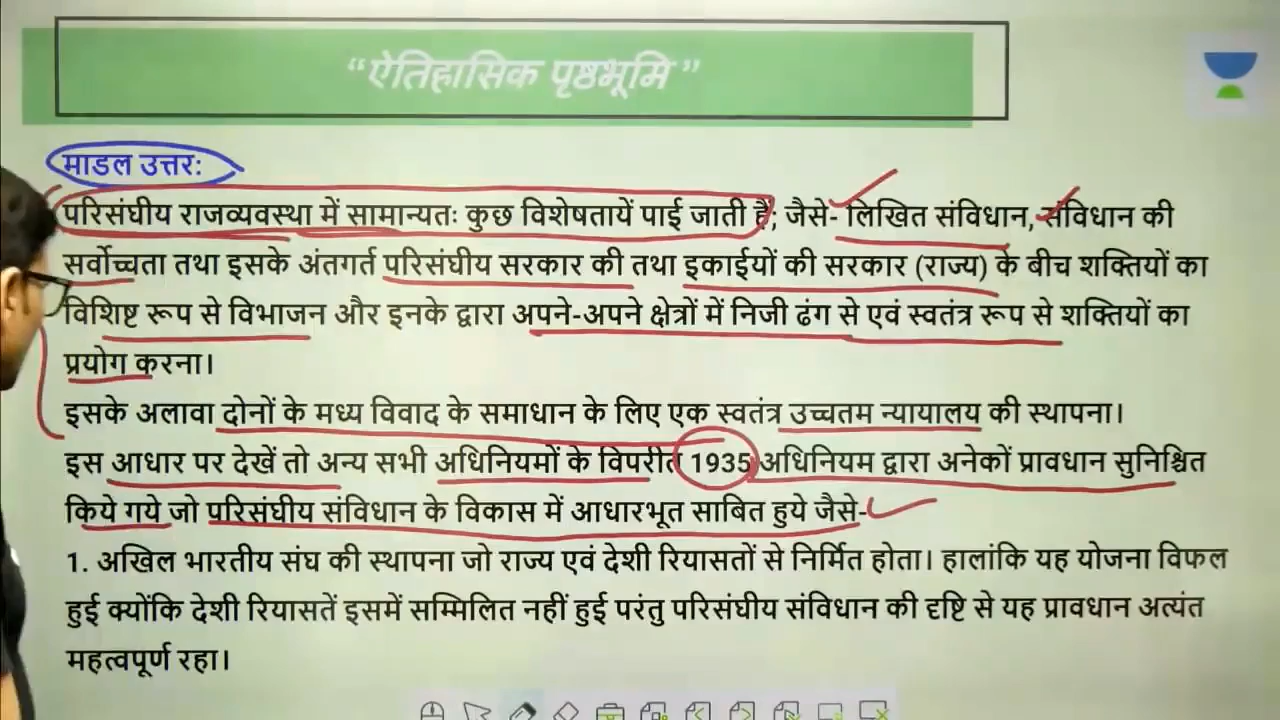 “ऐतिहासिक पृष्ठभूमि”
माडल उत्तर:
परिसंघीय राजव्यवस्था में सामान्यतः कुछ विशेषतायें पाई जाती हैं; जैसे- लिखित संविधान, संविधान की
सर्वोच्चता तथा इसके अंतगर्त परिसंघीय सरकार की तथा इकाईयों की सरकार (राज्य) के बीच शक्तियों का
विशिष्ट रूप से विभाजन और इनके द्वारा अपने-अपने क्षेत्रों में निजी ढंग से एवं स्वतंत्र रूप से शक्तियों का
प्रयोग करना।
इसके अलावा दोनों के मध्य विवाद के समाधान के लिए एक स्वतंत्र उच्चतम न्यायालय की स्थापना।
इस आधार पर देखें तो अन्य सभी अधिनियमों के विपरीत 1935 अधिनियम द्वारा अनेकों प्रावधान सुनिश्चित
किये गये जो परिसंघीय संविधान के विकास में आधारभूत साबित हुये जैसे-
1. अखिल भारतीय संघ की स्थापना जो राज्य एवं देशी रियासतों से निर्मित होता। हालांकि यह योजना विफल
हुई क्योंकि देशी रियासतें इसमें सम्मिलित नहीं हुई परंतु परिसंघीय संविधान की दृष्टि से यह प्रावधान अत्यंत
महत्वपूर्ण रहा।